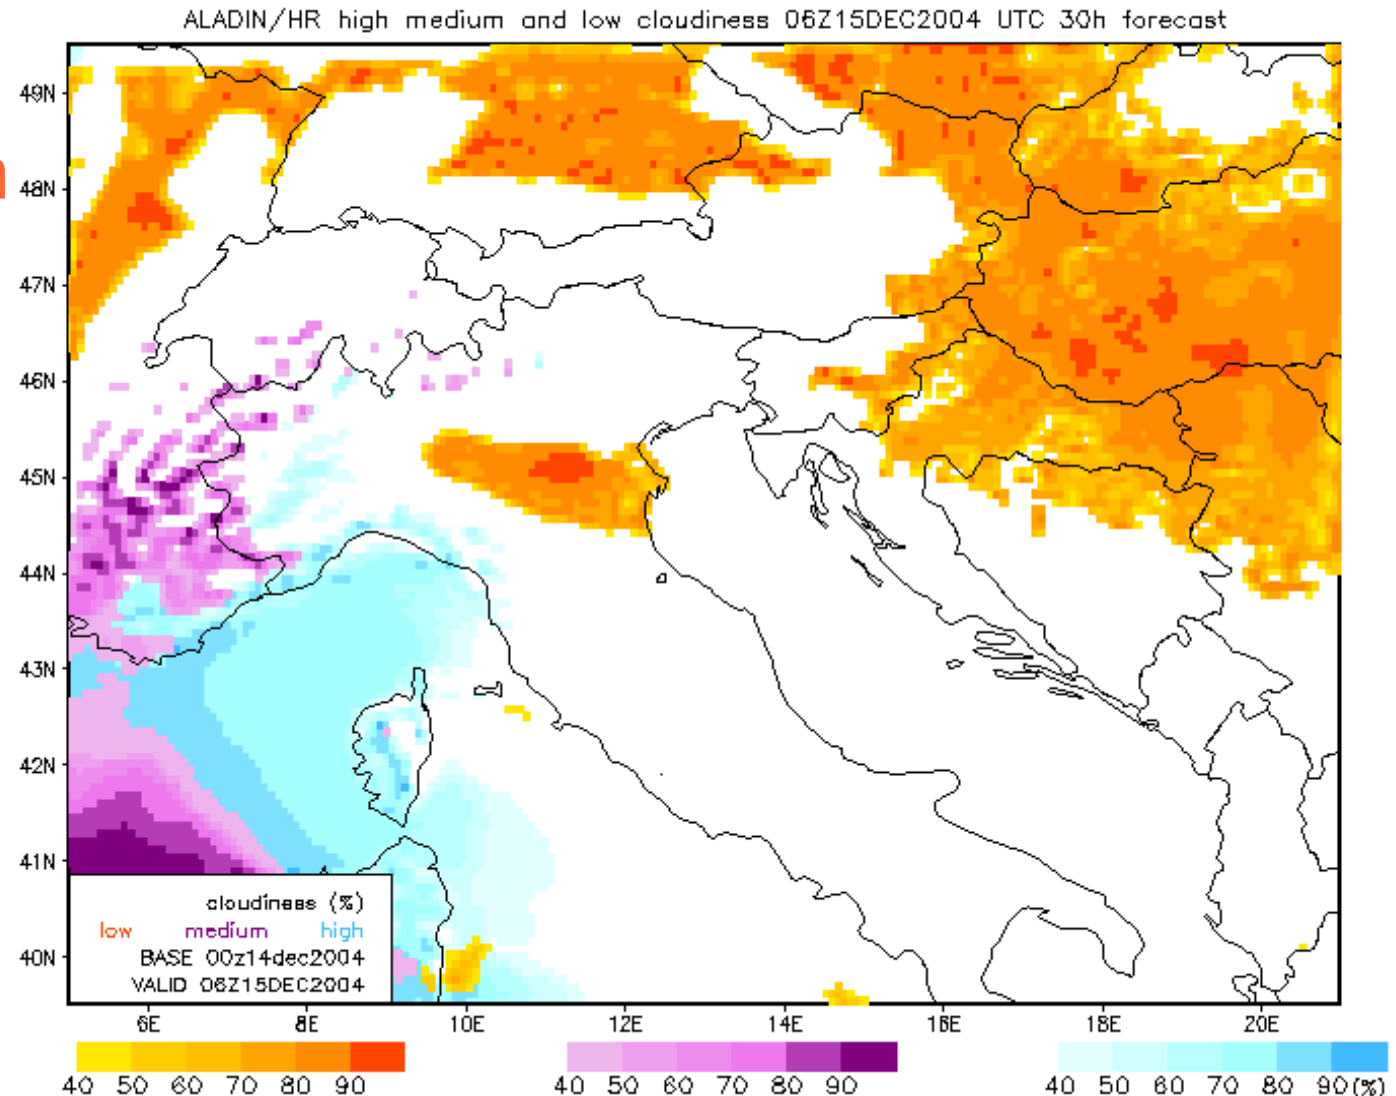 ALADIN/HR high medium and low cloudiness 06Z15DEC2004 UTC 30h forecast
49N
48N
47N
46N
45N
44N
43N
42N
41N
40N
cloudiness (%)
low medium high
BASE 00z14dec2004
VALID 06Z15DEC2004
6E 8E 10E 12E 14E 16E 18E 20E
40 50 60 70 80 90 40 50 60 70 80 90 40 50 60 70 80 90(%)